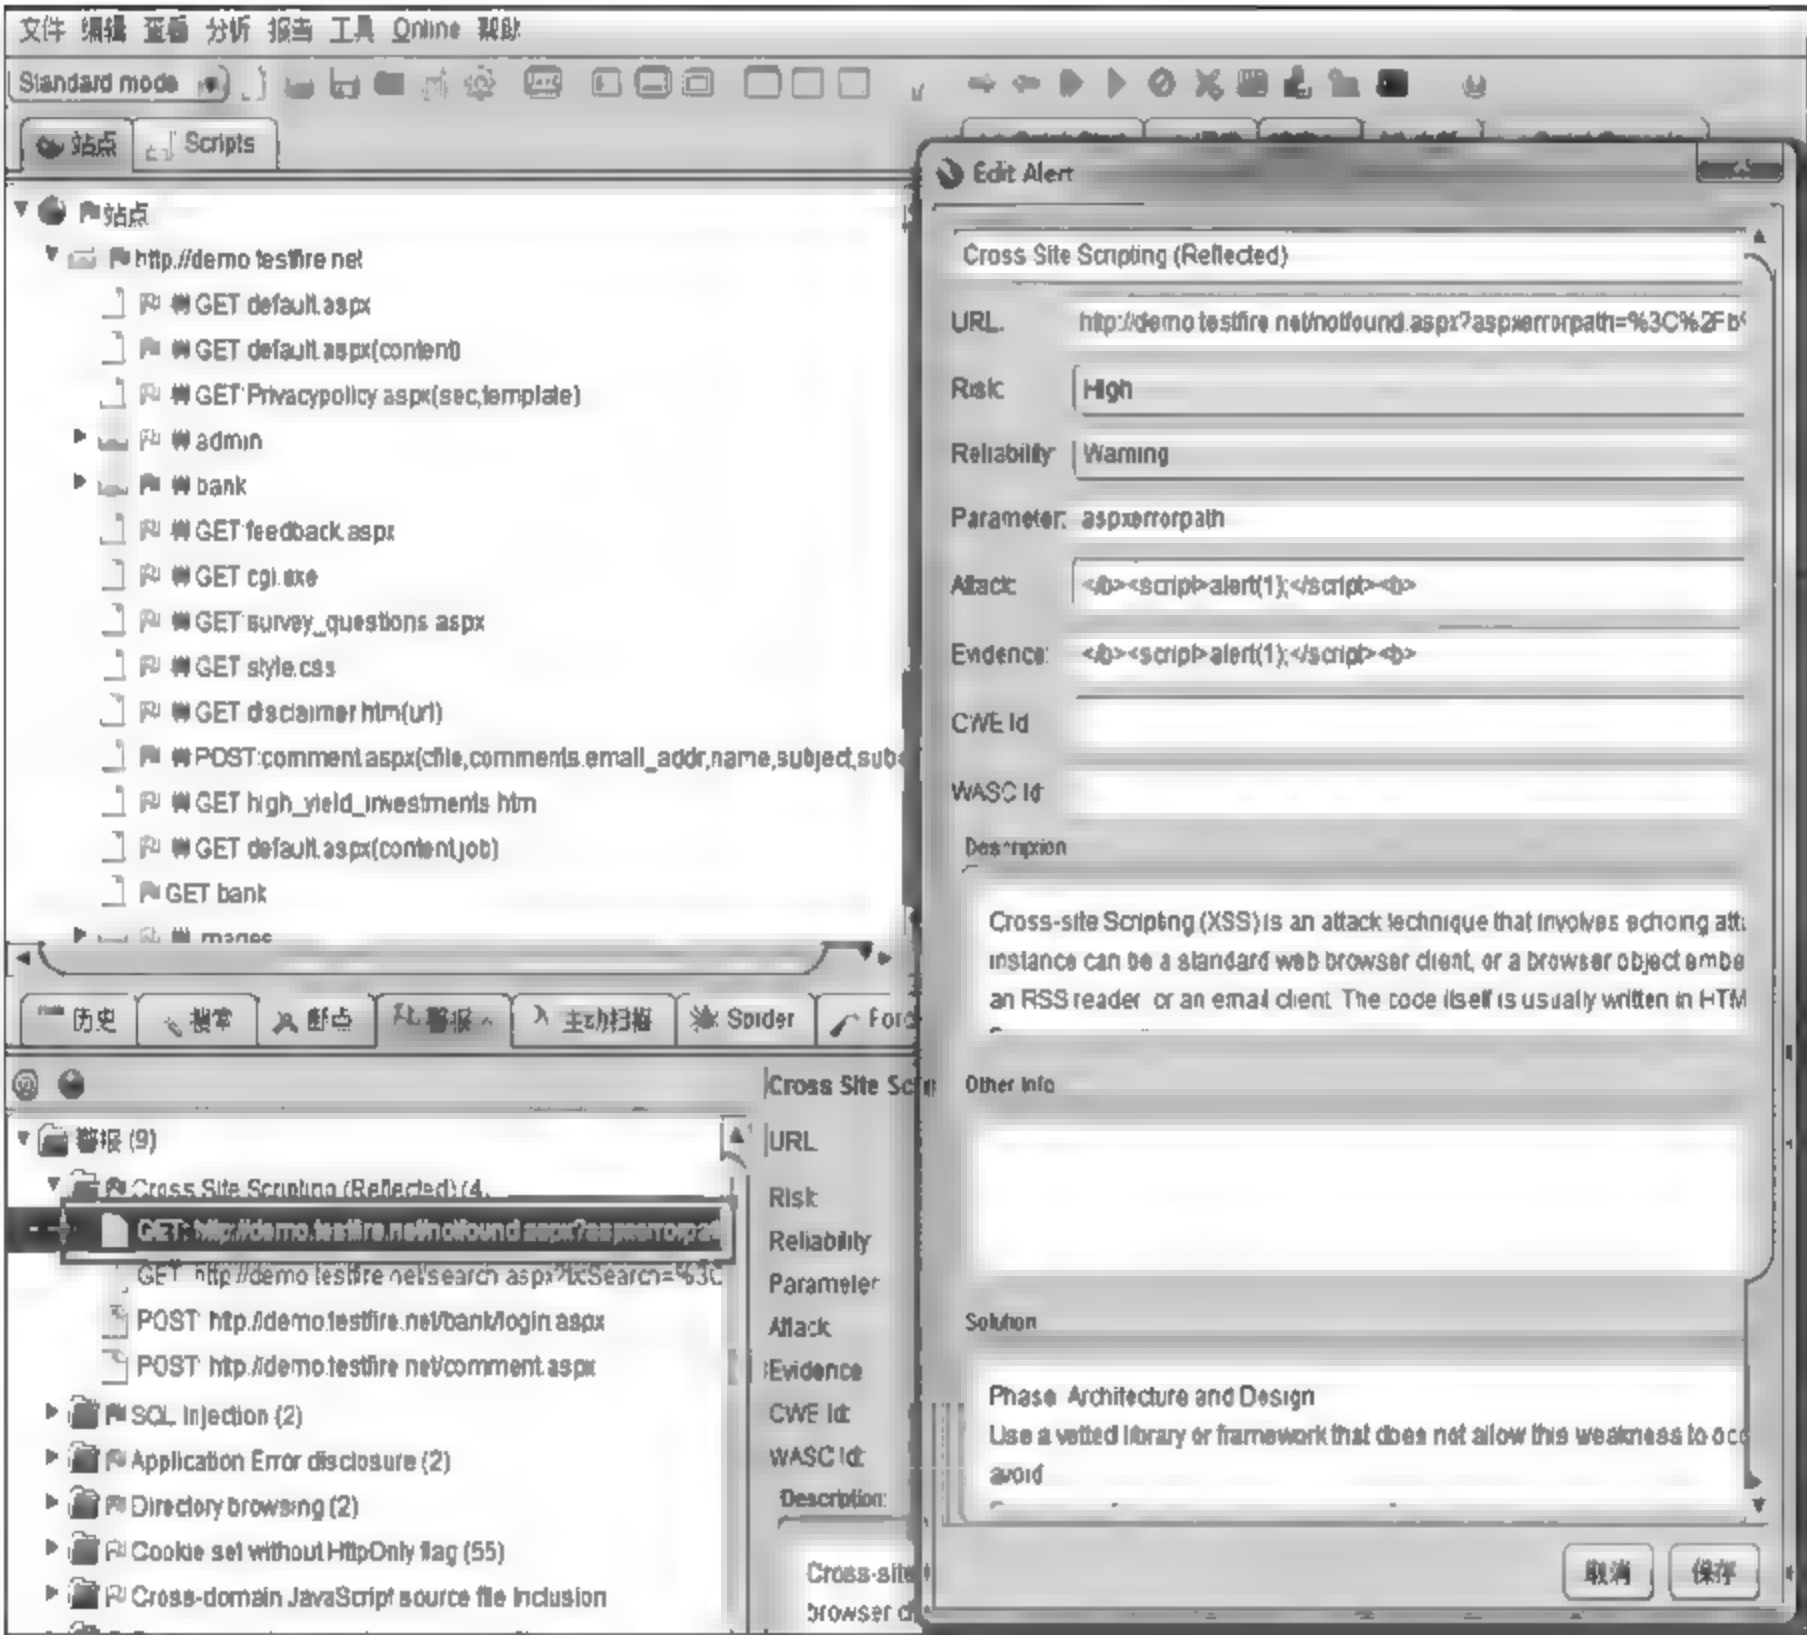 文件 编辑 查看 分析 报告 工具 Online 帮助
Standard mode
站点 Scripts
站点
http://demo.testfire.net
GET:default.aspx
GET:default.aspx(content)
GET:Privacypolicy.aspx(sec,template)
admin
bank
GET:feedback.aspx
GET:cgi.exe
GET:survey_questions.aspx
GET:style.css
GET:disclaimer.htm(url)
POST:comment.aspx(cfile,comments,email_addr,name,subject,sub
GET:high_yield_investments.htm
GET:default.aspx(content,job)
GET:bank
images
历史 搜索 断点 警报 主动扫描 Spider Forc
警报 (9)
Cross Site Scripting (Reflected) (4
GET: http://demo.testfire.net/notfound.aspx?aspxerrorpat
GET: http://demo.testfire.net/search.aspx?txtSearch=%3C
POST: http://demo.testfire.net/bank/login.aspx
POST: http://demo.testfire.net/comment.aspx
SQL Injection (2)
Application Error disclosure (2)
Directory browsing (2)
Cookie set without HttpOnly flag (55)
Cross-domain JavaScript source file inclusion
Cross Site Scri
URL
Risk:
Reliability
Parameter
Attack:
Evidence
CWE Id:
WASC Id:
Description:
Cross-site
browser cl
Edit Alert
Cross Site Scripting (Reflected)
URL: http://demo.testfire.net/notfound.aspx?aspxerrorpath=%3C%2Fb%
Risk: High
Reliability: Warning
Parameter: aspxerrorpath
Attack: </b><script>alert(1);</script><b>
Evidence: </b><script>alert(1);</script><b>
CWE Id
WASC Id:
Description
Cross-site Scripting (XSS) is an attack technique that involves echoing atta
instance can be a standard web browser client, or a browser object embe
an RSS reader, or an email client. The code itself is usually written in HTM
Other Info
Solution
Phase: Architecture and Design
Use a vetted library or framework that does not allow this weakness to occ
avoid
取消 保存